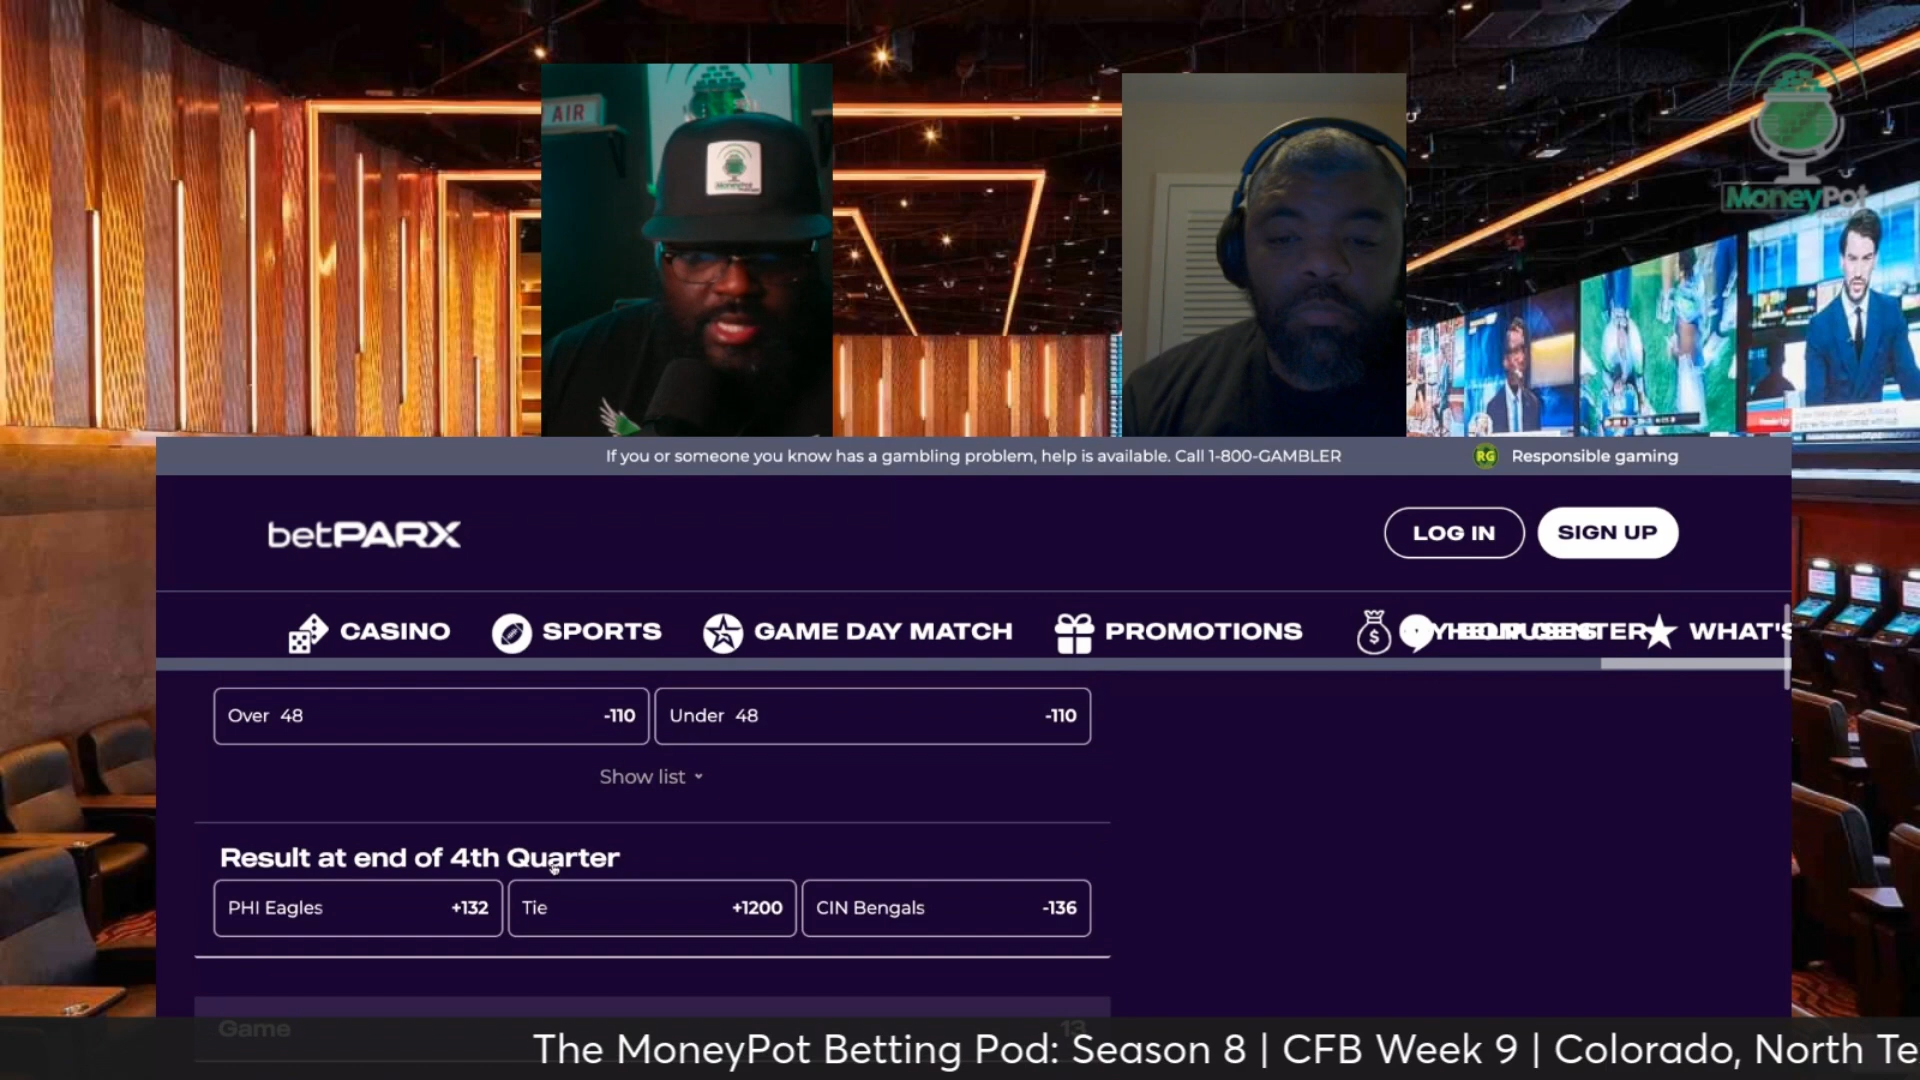 AIR
MoneyPot
MoneyPot
If you or someone you know has a gambling problem, help is available. Call 1-800-GAMBLER
RG Responsible gaming
betPARX
LOG IN
SIGN UP
CASINO
SPORTS
GAME DAY MATCH
PROMOTIONS
WHAT'S
Over 48 -110
Under 48 -110
Show list
Result at end of 4th Quarter
PHI Eagles +132
Tie +1200
CIN Bengals -136
Game 13
The MoneyPot Betting Pod: Season 8 | CFB Week 9 | Colorado, North Te